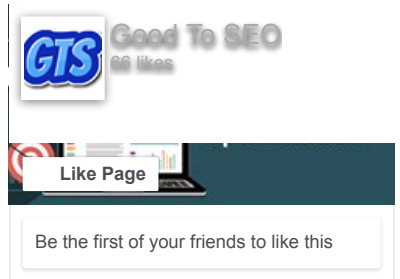 GTS
Good To SEO
66 likes
Like Page
Be the first of your friends to like this